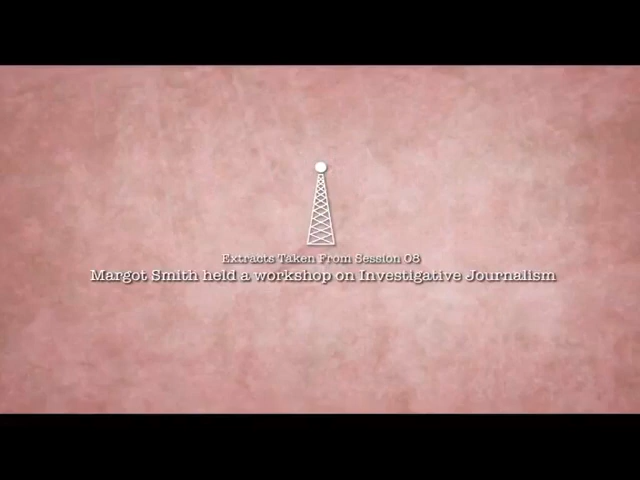 Extracts Taken From Session 08
Margot Smith held a workshop on Investigative Journalism